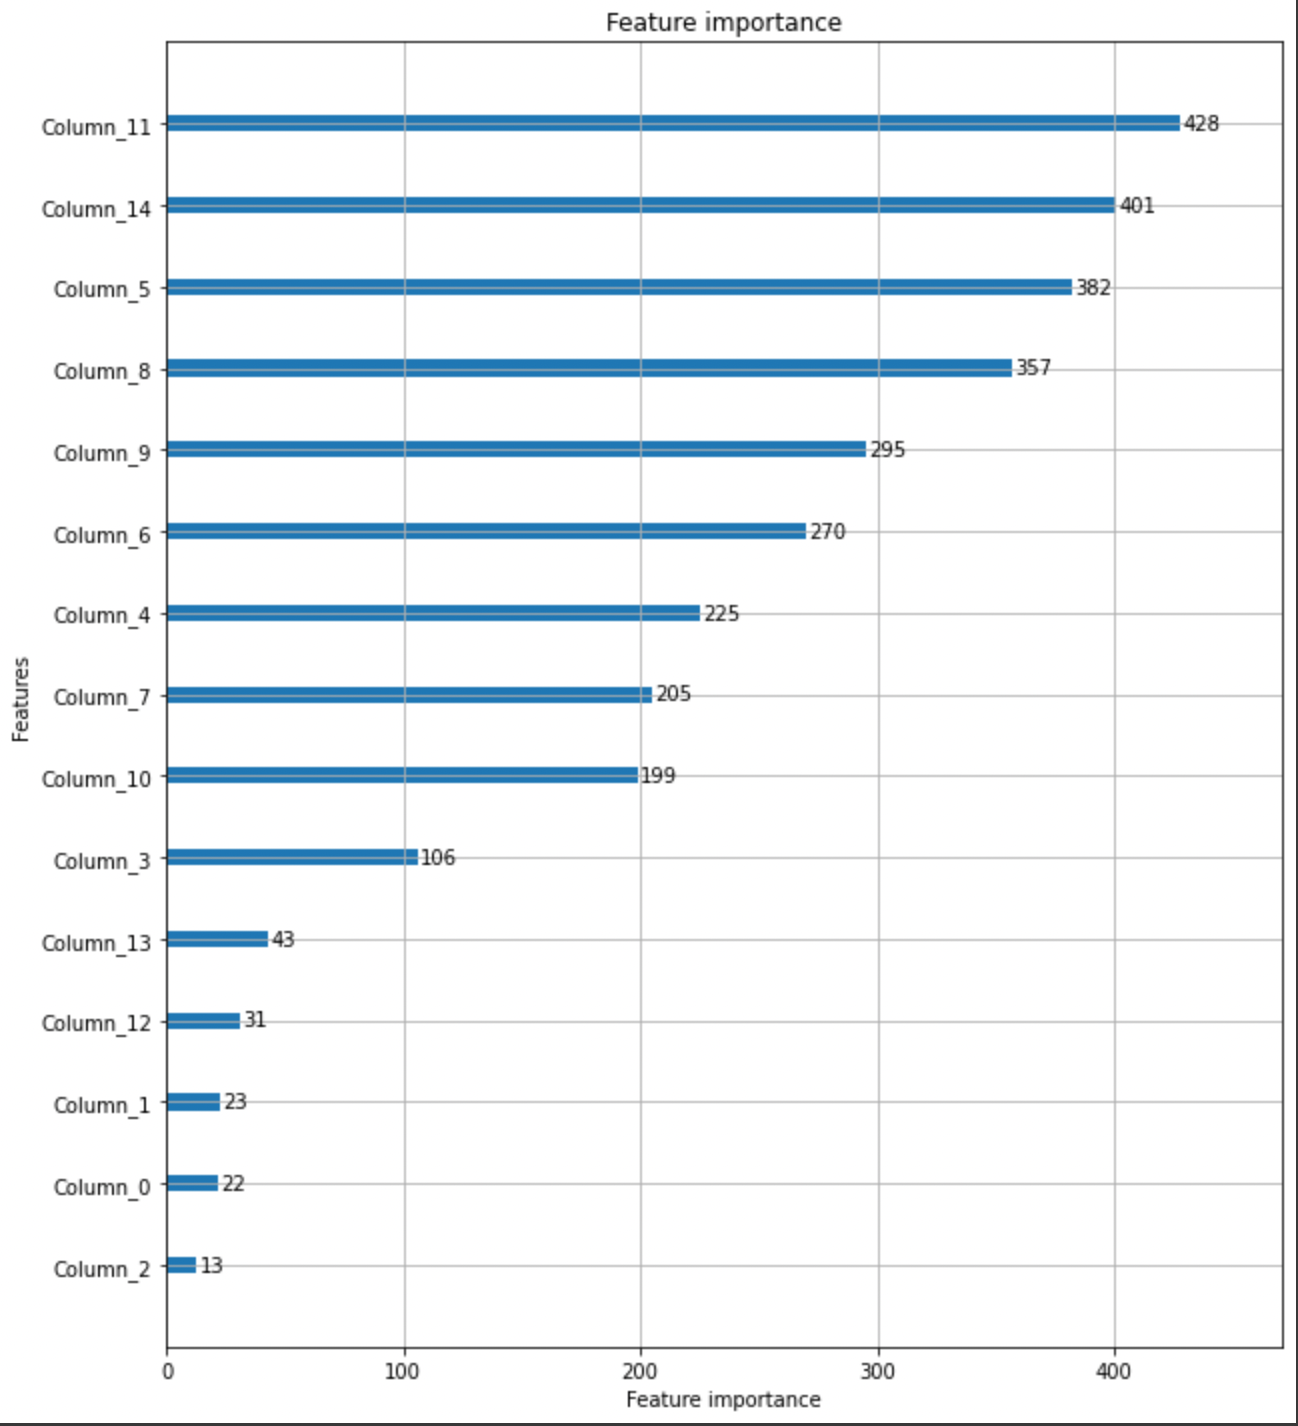 Feature importance
Column_11 428
Column_14 401
Column_5 382
Column_8 357
Column_9 295
Column_6 270
Column_4 225
Features
Column_7 205
Column_10 199
Column_3 106
Column_13 43
Column_12 31
Column_1 23
Column_0 22
Column_2 13
0 100 200 300 400
Feature importance